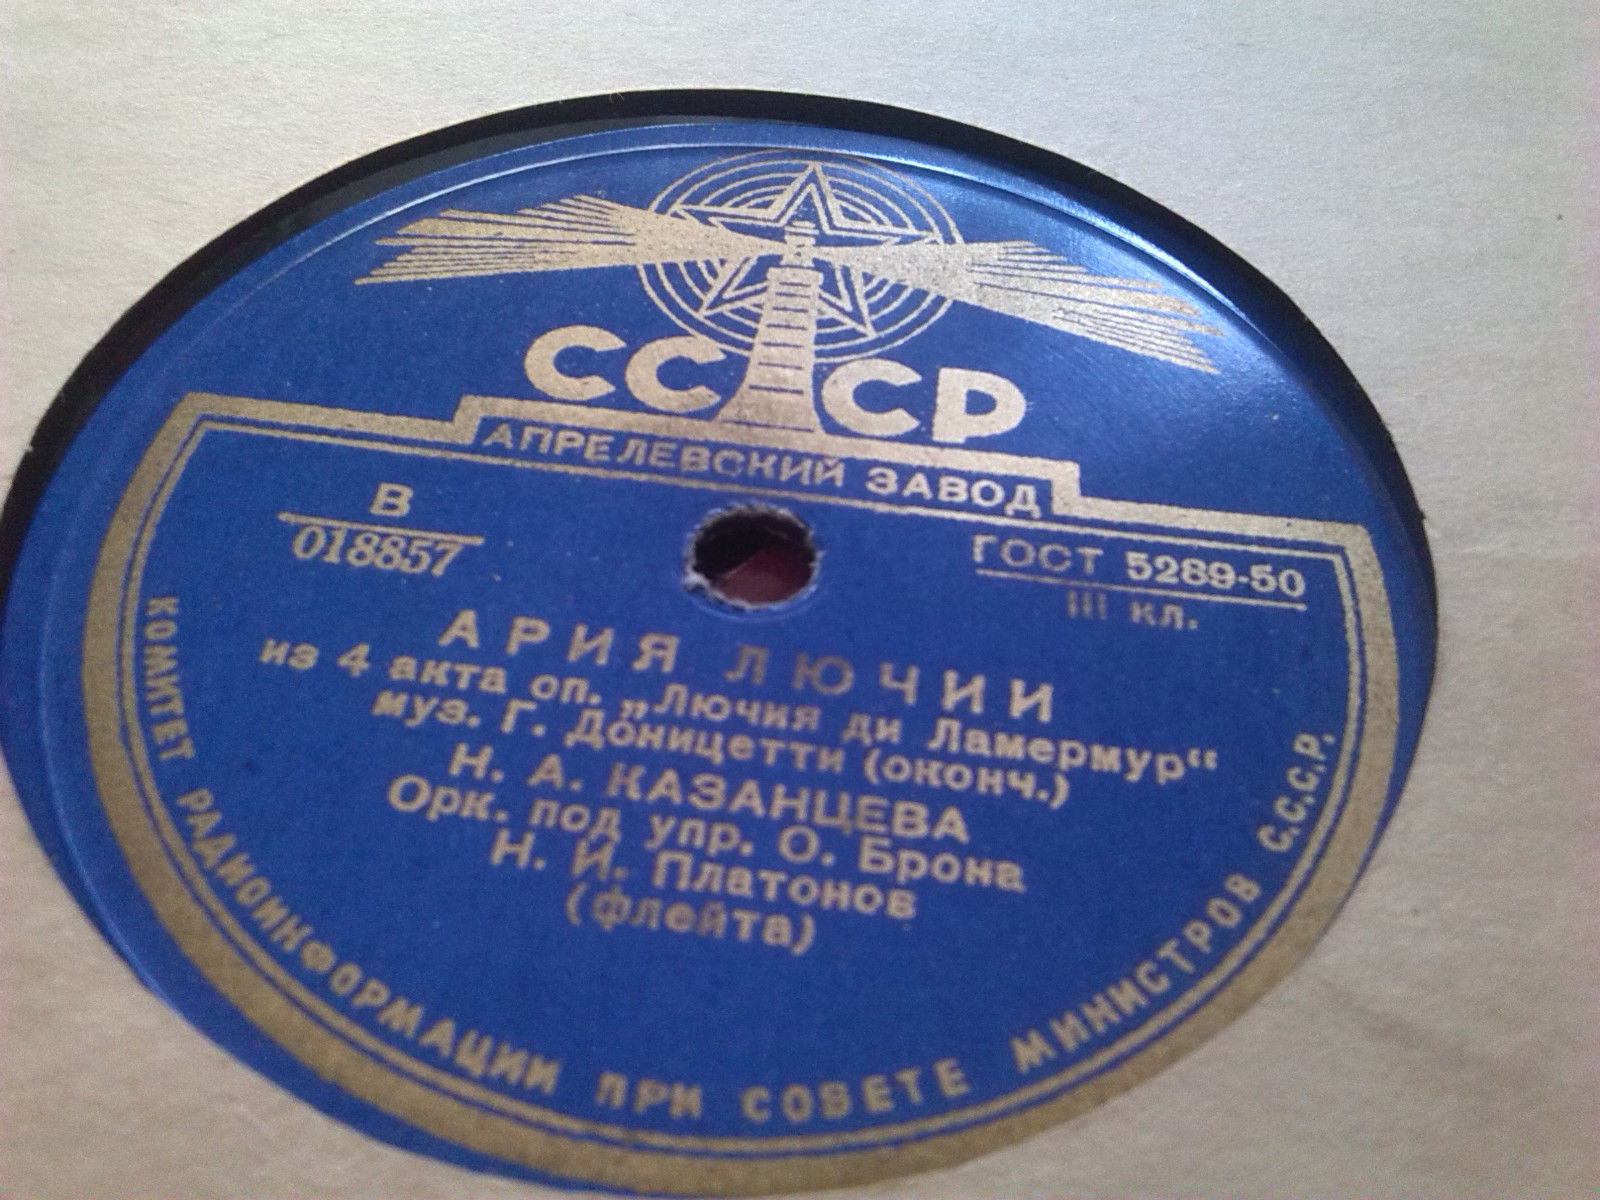 СССР
АПРЕЛЕВСКИЙ ЗАВОД
В
018857
ГОСТ 5289-50
III кл.
АРИЯ ЛЮЧИИ
из 4 акта оп. „Лючия ди Ламермур“
муз. Г. Доницетти (оконч.)
Н. А. КАЗАНЦЕВА
Орк. под упр. О. Брона
Н. И. Платонов
(флейта)
КОМИТЕТ РАДИОИНФОРМАЦИИ ПРИ СОВЕТЕ МИНИСТРОВ С.С.С.Р.